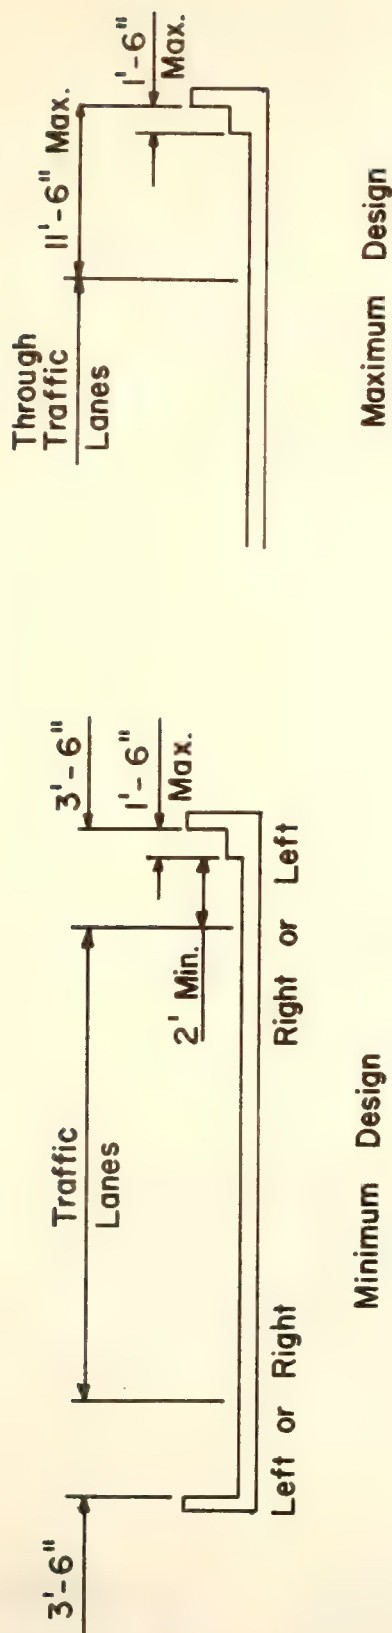 3'-6"
Traffic
Lanes
3'-6"
1'-6"
Max.
2' Min.
Left or Right
Right or Left
Minimum Design
Through
Traffic
Lanes
11'-6" Max.
1'-6"
Max.
Maximum Design